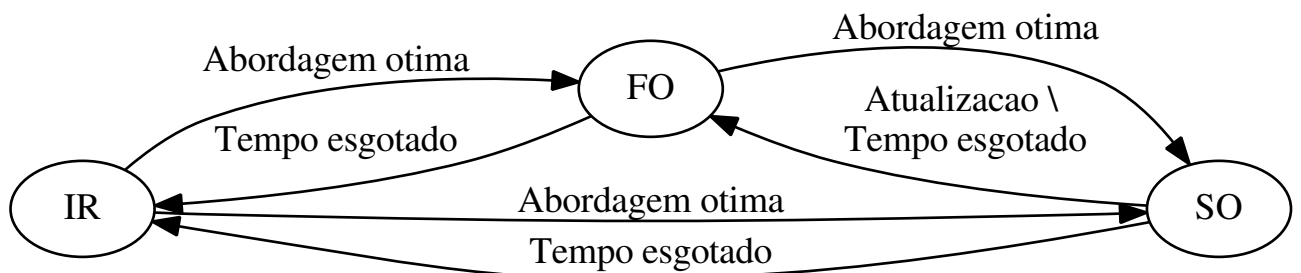 Abordagem otima
Abordagem otima
FO
Atualizacao \
Tempo esgotado
Tempo esgotado
IR
Abordagem otima
SO
Tempo esgotado